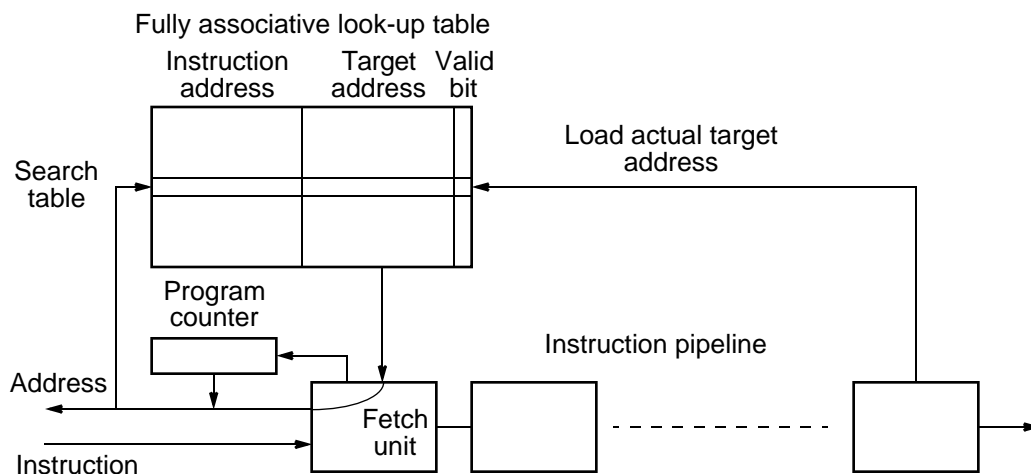 Fully associative look-up table
Instruction address
Target address
Valid bit
Load actual target address
Search table
Program counter
Instruction pipeline
Address
Fetch unit
Instruction